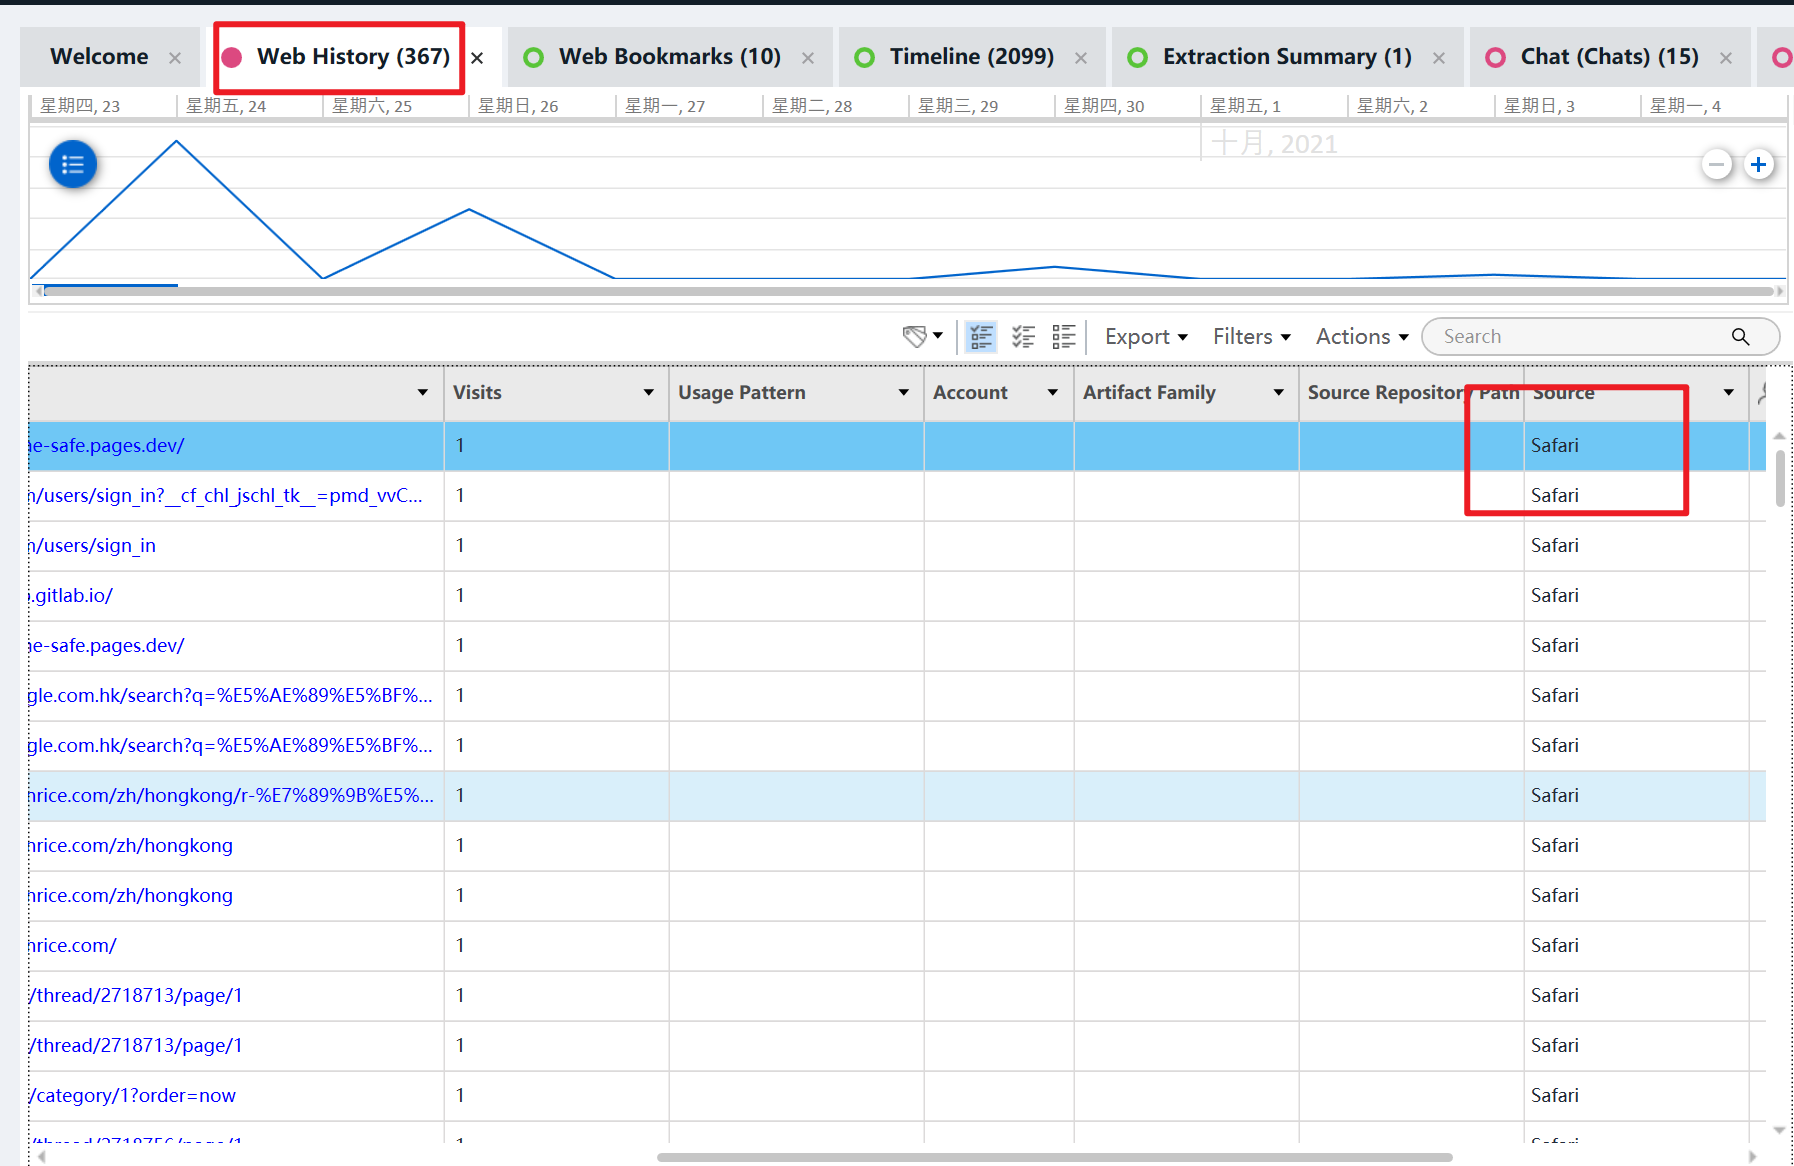 Welcome
Web History (367)
Web Bookmarks (10)
Timeline (2099)
Extraction Summary (1)
Chat (Chats) (15)
星期四, 23
星期五, 24
星期六, 25
星期日, 26
星期一, 27
星期二, 28
星期三, 29
星期四, 30
星期五, 1
星期六, 2
星期日, 3
星期一, 4
十月, 2021
Export
Filters
Actions
Search
Visits
Usage Pattern
Account
Artifact Family
Source Repository Path
Source
e-safe.pages.dev/ 1 Safari
/users/sign_in?__cf_chl_jschl_tk__=pmd_vvC... 1 Safari
/users/sign_in 1 Safari
.gitlab.io/ 1 Safari
e-safe.pages.dev/ 1 Safari
gle.com.hk/search?q=%E5%AE%89%E5%BF%... 1 Safari
gle.com.hk/search?q=%E5%AE%89%E5%BF%... 1 Safari
nrice.com/zh/hongkong/r-%E7%89%9B%E5%... 1 Safari
nrice.com/zh/hongkong 1 Safari
nrice.com/zh/hongkong 1 Safari
nrice.com/ 1 Safari
/thread/2718713/page/1 1 Safari
/thread/2718713/page/1 1 Safari
/category/1?order=now 1 Safari